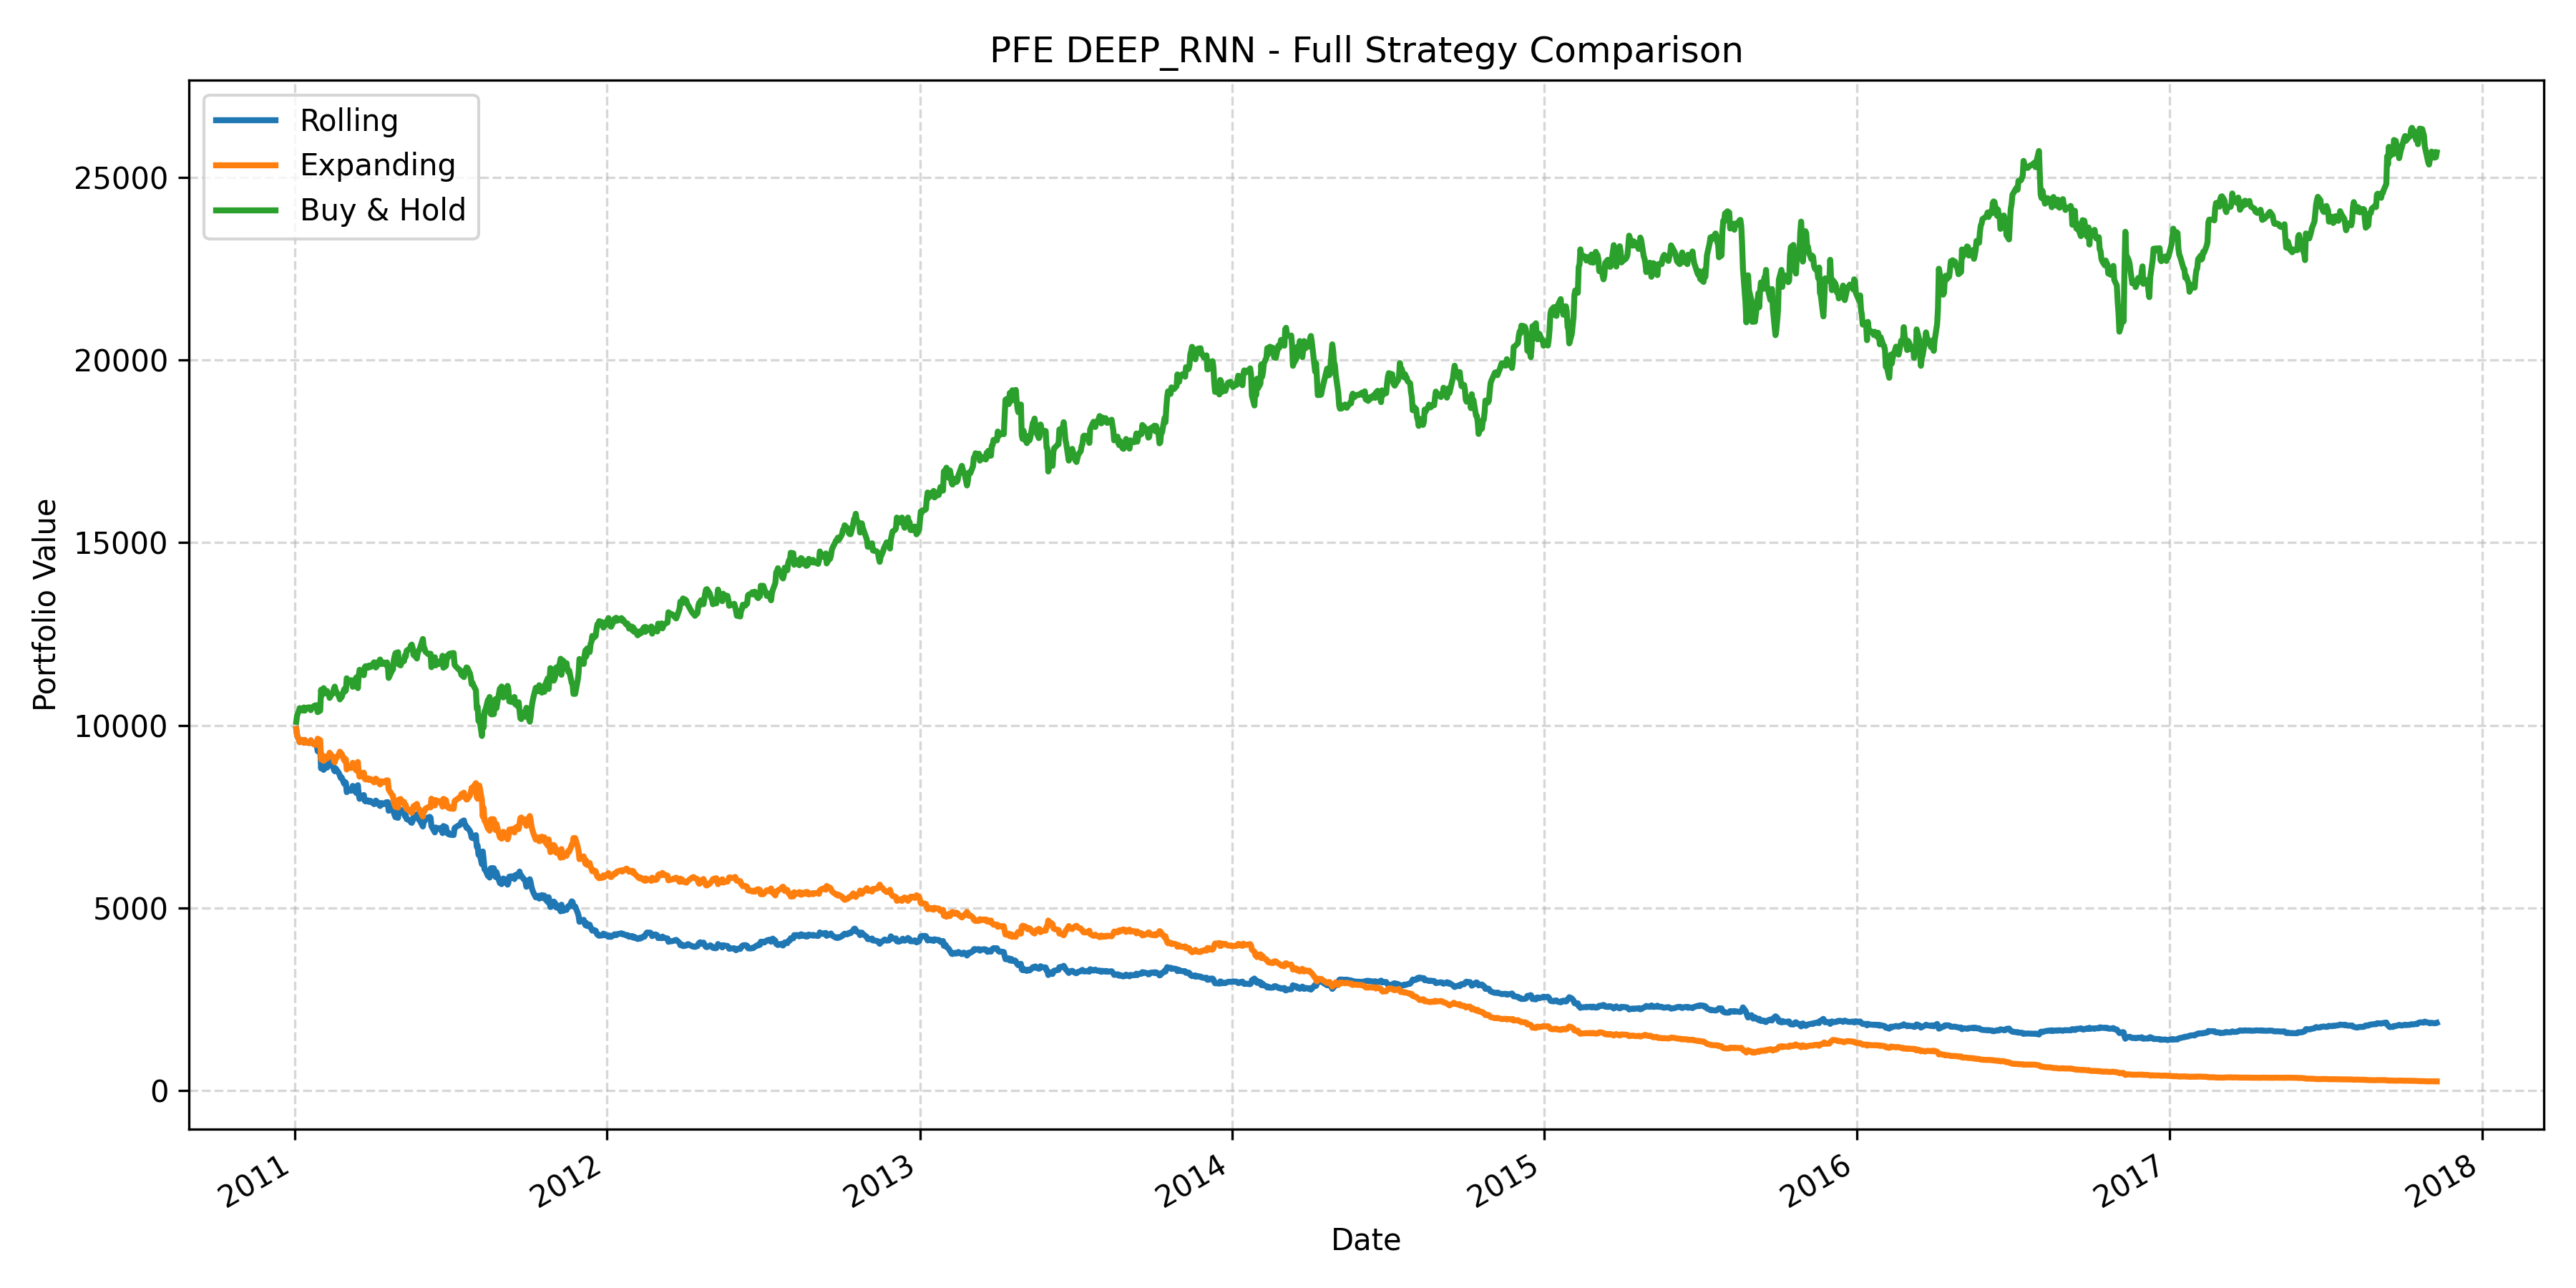 PFE DEEP_RNN - Full Strategy Comparison
Rolling
Expanding
Buy & Hold
25000
20000
15000
10000
5000
0
Portfolio Value
2011
2012
2013
2014
2015
2016
2017
2018
Date